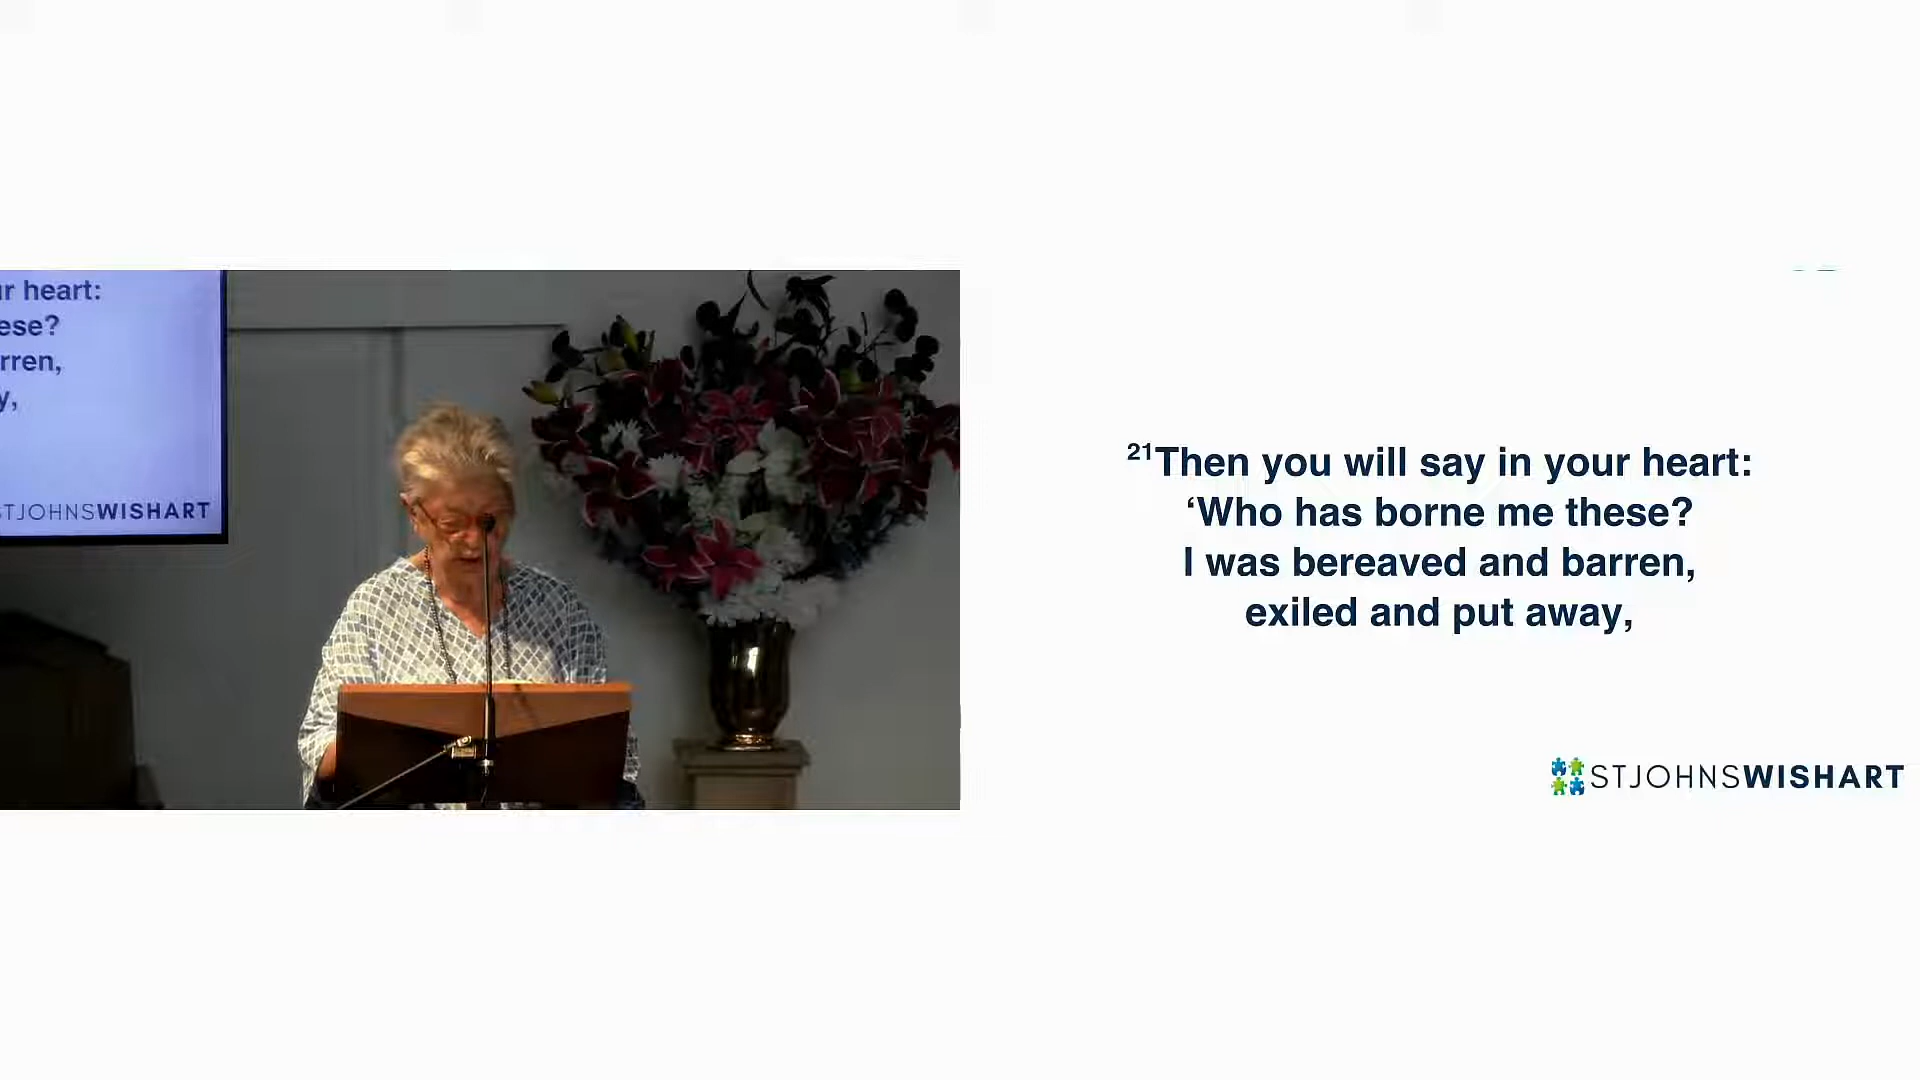 r heart:
ese?
rren,
y,
STJOHNSWISHART
21Then you will say in your heart:
‘Who has borne me these?
I was bereaved and barren,
exiled and put away,
STJOHNSWISHART